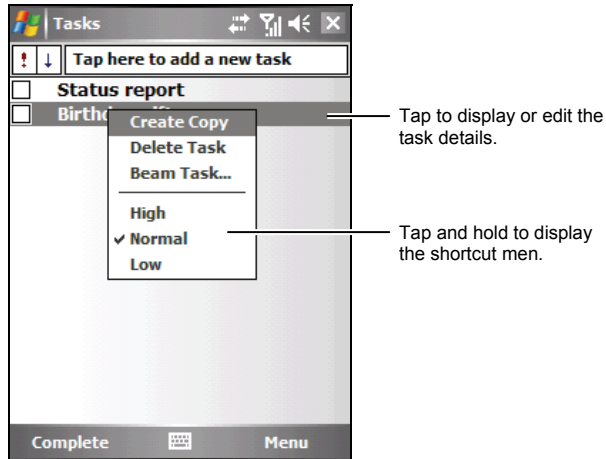 Tasks
! ↓ Tap here to add a new task
Status report
Create Copy
Delete Task
Beam Task...
High
✓ Normal
Low
Complete
Menu
Tap to display or edit the
task details.
Tap and hold to display
the shortcut men.